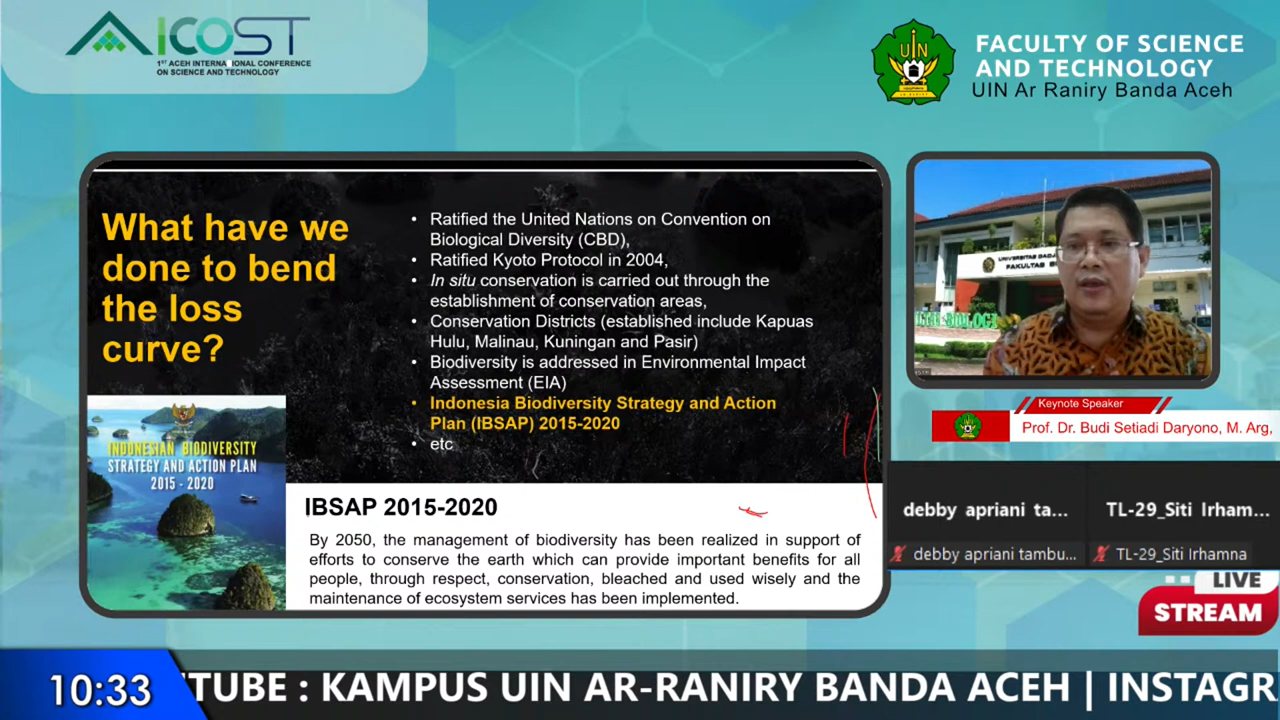 AICOST
1ST ACEH INTERNATIONAL CONFERENCE
ON SCIENCE AND TECHNOLOGY
UIN
FACULTY OF SCIENCE
AND TECHNOLOGY
UIN Ar Raniry Banda Aceh
What have we
done to bend
the loss
curve?
• Ratified the United Nations on Convention on
Biological Diversity (CBD),
• Ratified Kyoto Protocol in 2004,
• In situ conservation is carried out through the
establishment of conservation areas,
• Conservation Districts (established include Kapuas
Hulu, Malinau, Kuningan and Pasir)
• Biodiversity is addressed in Environmental Impact
Assessment (EIA)
• Indonesia Biodiversity Strategy and Action
Plan (IBSAP) 2015-2020
• etc
INDONESIAN BIODIVERSITY
STRATEGY AND ACTION PLAN
2015 - 2020
IBSAP 2015-2020
By 2050, the management of biodiversity has been realized in support of
efforts to conserve the earth which can provide important benefits for all
people, through respect, conservation, bleached and used wisely and the
maintenance of ecosystem services has been implemented.
UNIVERSITAS GADJ
FAKULTAS B
TAS BIOLOGI
Keynote Speaker
Prof. Dr. Budi Setiadi Daryono, M. Arg,
debby apriani ta...
TL-29_Siti Irham...
debby apriani tambu...
TL-29_Siti Irhamna
LIVE
STREAM
10:33
TUBE : KAMPUS UIN AR-RANIRY BANDA ACEH | INSTAGR